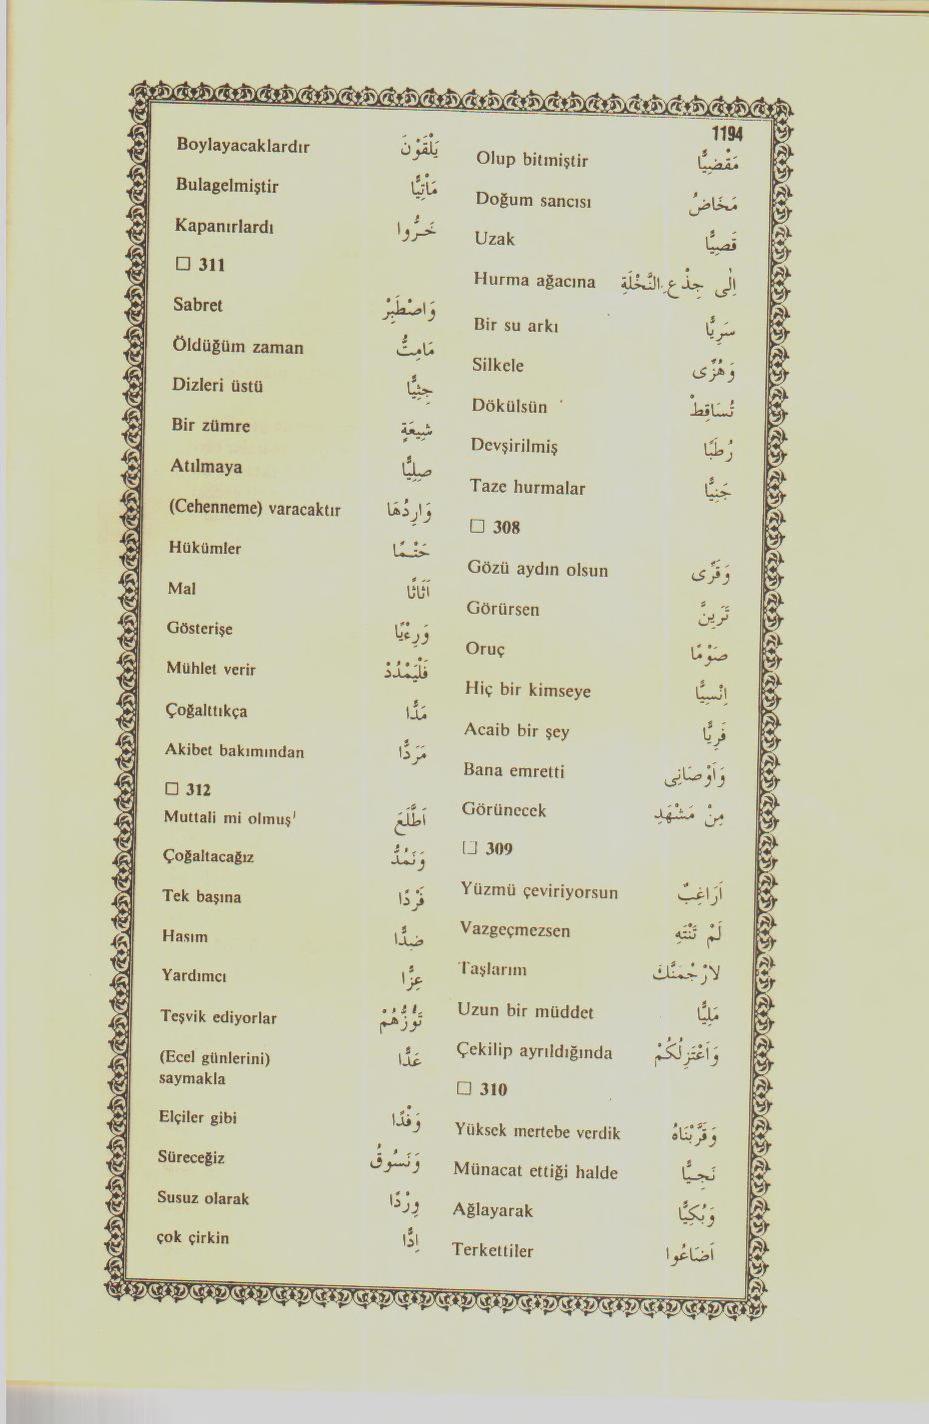 1194
Olup bitmiştir مَقْضِيًّا
Doğum sancısı مَخَاضُ
Uzak قَصِيًّا
Hurma ağacına اِلٰى جِذْعِ النَّخْلَةِ
Bir su arkı سَرِيًّا
Silkele وَهُزّٖى
Dökülsün تُسَاقِطْ
Devşirilmiş رُطَبًا
Taze hurmalar جَنِيًّا
□ 308
Gözü aydın olsun وَقَرّٖى
Görürsen تَرَيِنَّ
Oruç صَوْمًا
Hiç bir kimseye اِنْسِيًّا
Acaib bir şey فَرِيًّا
Bana emretti وَاَوْصَانٖى
Görünecek مِنْ مَشْهَدِ
□ 309
Yüzmü çeviriyorsun اَرَاغِبٌ
Vazgeçmezsen لَمْ تَنْتَهِ
Taşlarım لَاَرْجُمَنَّكَ
Uzun bir müddet مَلِيًّا
Çekilip ayrıldığında وَاَعْتَزِلُكُمْ
□ 310
Yüksek mertebe verdik وَقَرَّبْنَاهُ
Münacat ettiği halde نَجِيًّا
Ağlayarak وَبُكِيًّا
Terkettiler اَضَاعُوا
Boylayacaklardır يَلْقَوْنَ
Bulagelmiştir مَاْتِيًّا
Kapanırlardı خَرُّوا
□ 311
Sabret وَاصْطَبِرْ
Öldüğüm zaman مَامِتُّ
Dizleri üstü جِثِيًّا
Bir zümre شٖيعَةٍ
Atılmaya صِلِيًّا
(Cehenneme) varacaktır وَارِدُهَا
Hükümler حَتْمًا
Mal اَثَاثًا
Gösterişe وَرِءْيًا
Mühlet verir فَلْيَمْدُدْ
Çoğalttıkça مَدًّا
Akibet bakımından مَرَدًّا
□ 312
Muttali mi olmuş اَطَّلَعَ
Çoğaltacağız وَنَمُدُّ
Tek başına فَرْدًا
Hasım ضِدًّا
Yardımcı عِزًّا
Teşvik ediyorlar تَؤُزُّهُمْ
(Ecel günlerini) عَدًّا
saymakla
Elçiler gibi وَفْدًا
Süreceğiz وَنَسُوقُ
Susuz olarak وِرْدًا
çok çirkin اِدًّا